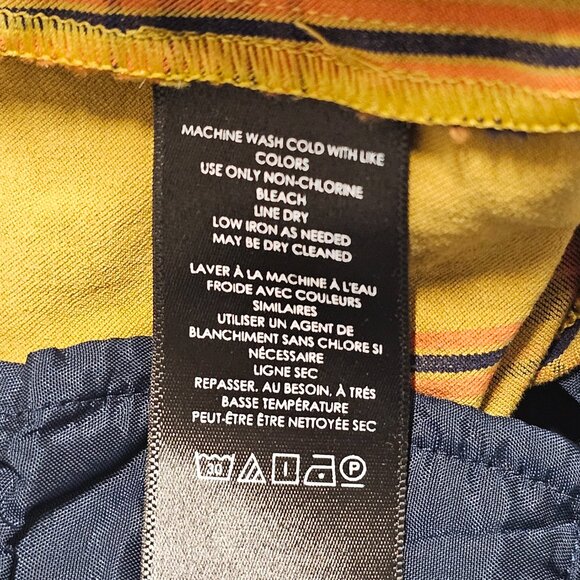 MACHINE WASH COLD WITH LIKE
COLORS
USE ONLY NON-CHLORINE
BLEACH
LINE DRY
LOW IRON AS NEEDED
MAY BE DRY CLEANED
LAVER À LA MACHINE À L'EAU
FROIDE AVEC COULEURS
SIMILAIRES
UTILISER UN AGENT DE
BLANCHIMENT SANS CHLORE SI
NÉCESSAIRE
LIGNE SEC
REPASSER, AU BESOIN, À TRÉS
BASSE TEMPÉRATURE
PEUT-ÊTRE ÊTRE NETTOYÉE SEC
30 P